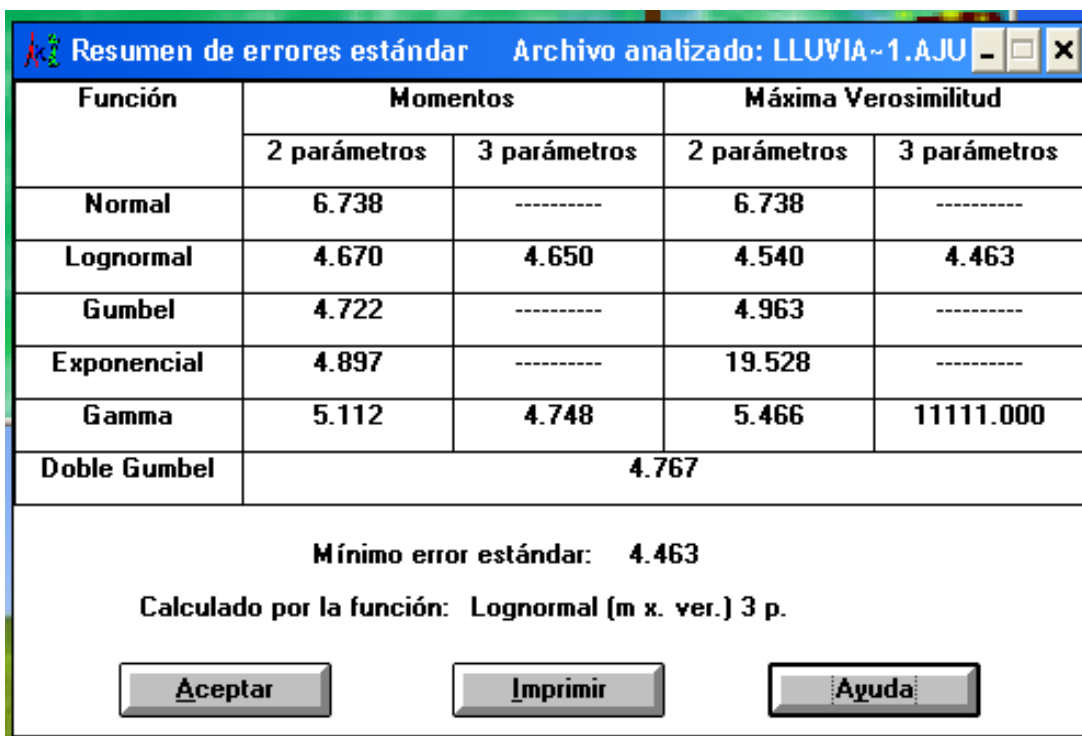 Resumen de errores estándar Archivo analizado: LLUVIA~1.AJU
Función Momentos Máxima Verosimilitud
2 parámetros 3 parámetros 2 parámetros 3 parámetros
Normal 6.738 ---------- 6.738 ----------
Lognormal 4.670 4.650 4.540 4.463
Gumbel 4.722 ---------- 4.963 ----------
Exponencial 4.897 ---------- 19.528 ----------
Gamma 5.112 4.748 5.466 11111.000
Doble Gumbel 4.767
Mínimo error estándar: 4.463
Calculado por la función: Lognormal (m x. ver.) 3 p.
Aceptar Imprimir Ayuda